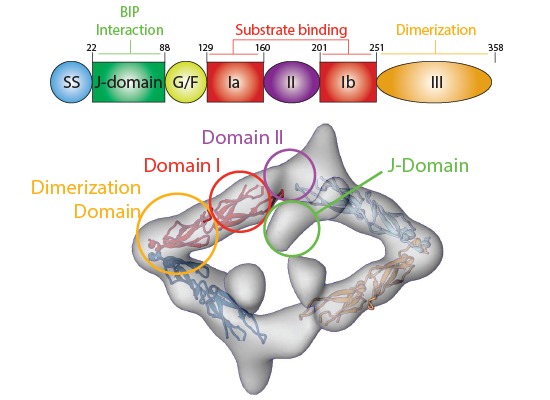 BIP
Interaction
Substrate binding
Dimerization
22 88 129 160 201 251 358
SS J-domain G/F Ia II Ib III
Domain II
Domain I
J-Domain
Dimerization
Domain